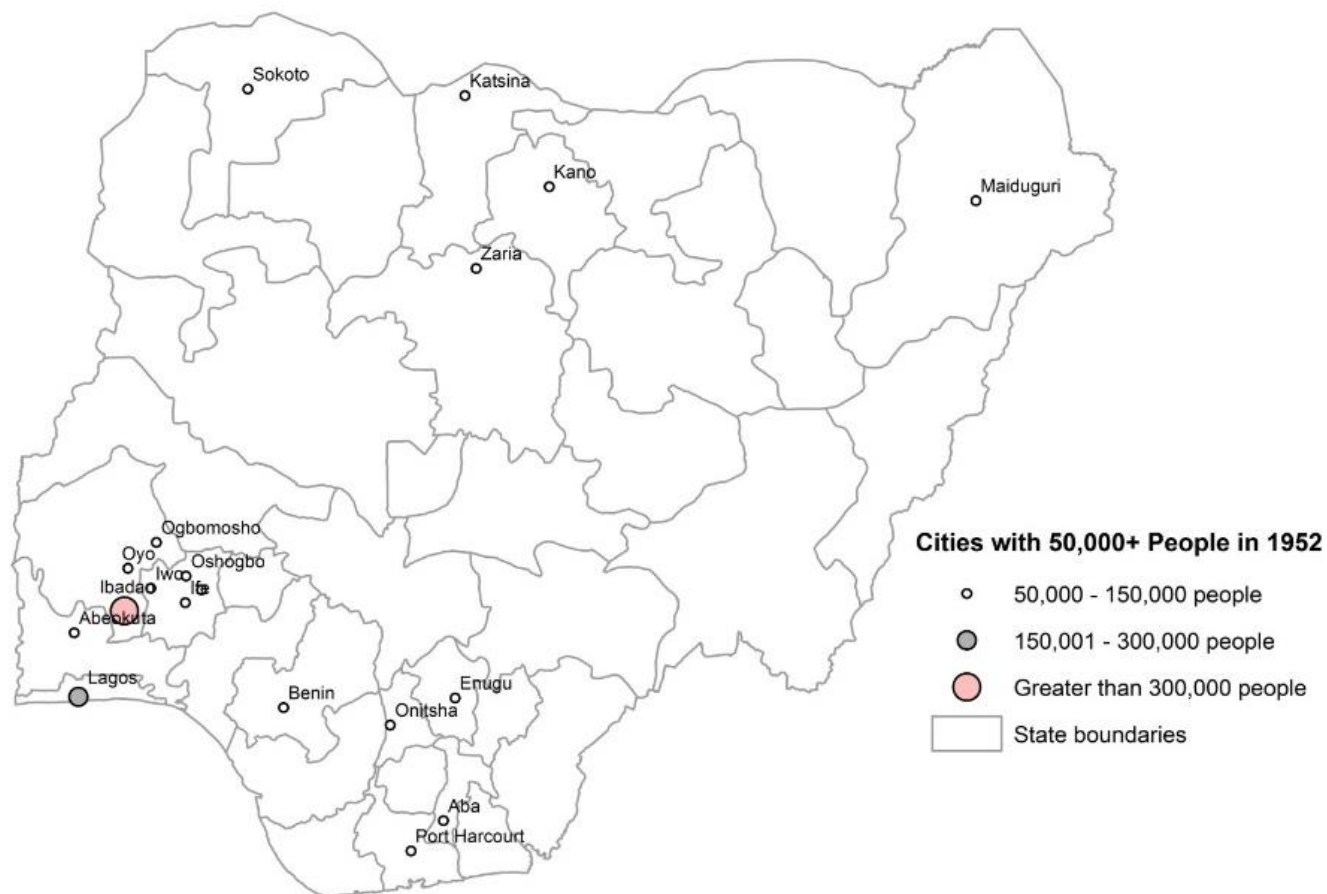 Sokoto
Katsina
Kano
Maiduguri
Zaria
Ogbomosho
Oyo
Oshogbo
Iwo
Ibadan
Ife
Abeokuta
Lagos
Benin
Enugu
Onitsha
Aba
Port Harcourt
Cities with 50,000+ People in 1952
50,000 - 150,000 people
150,001 - 300,000 people
Greater than 300,000 people
State boundaries